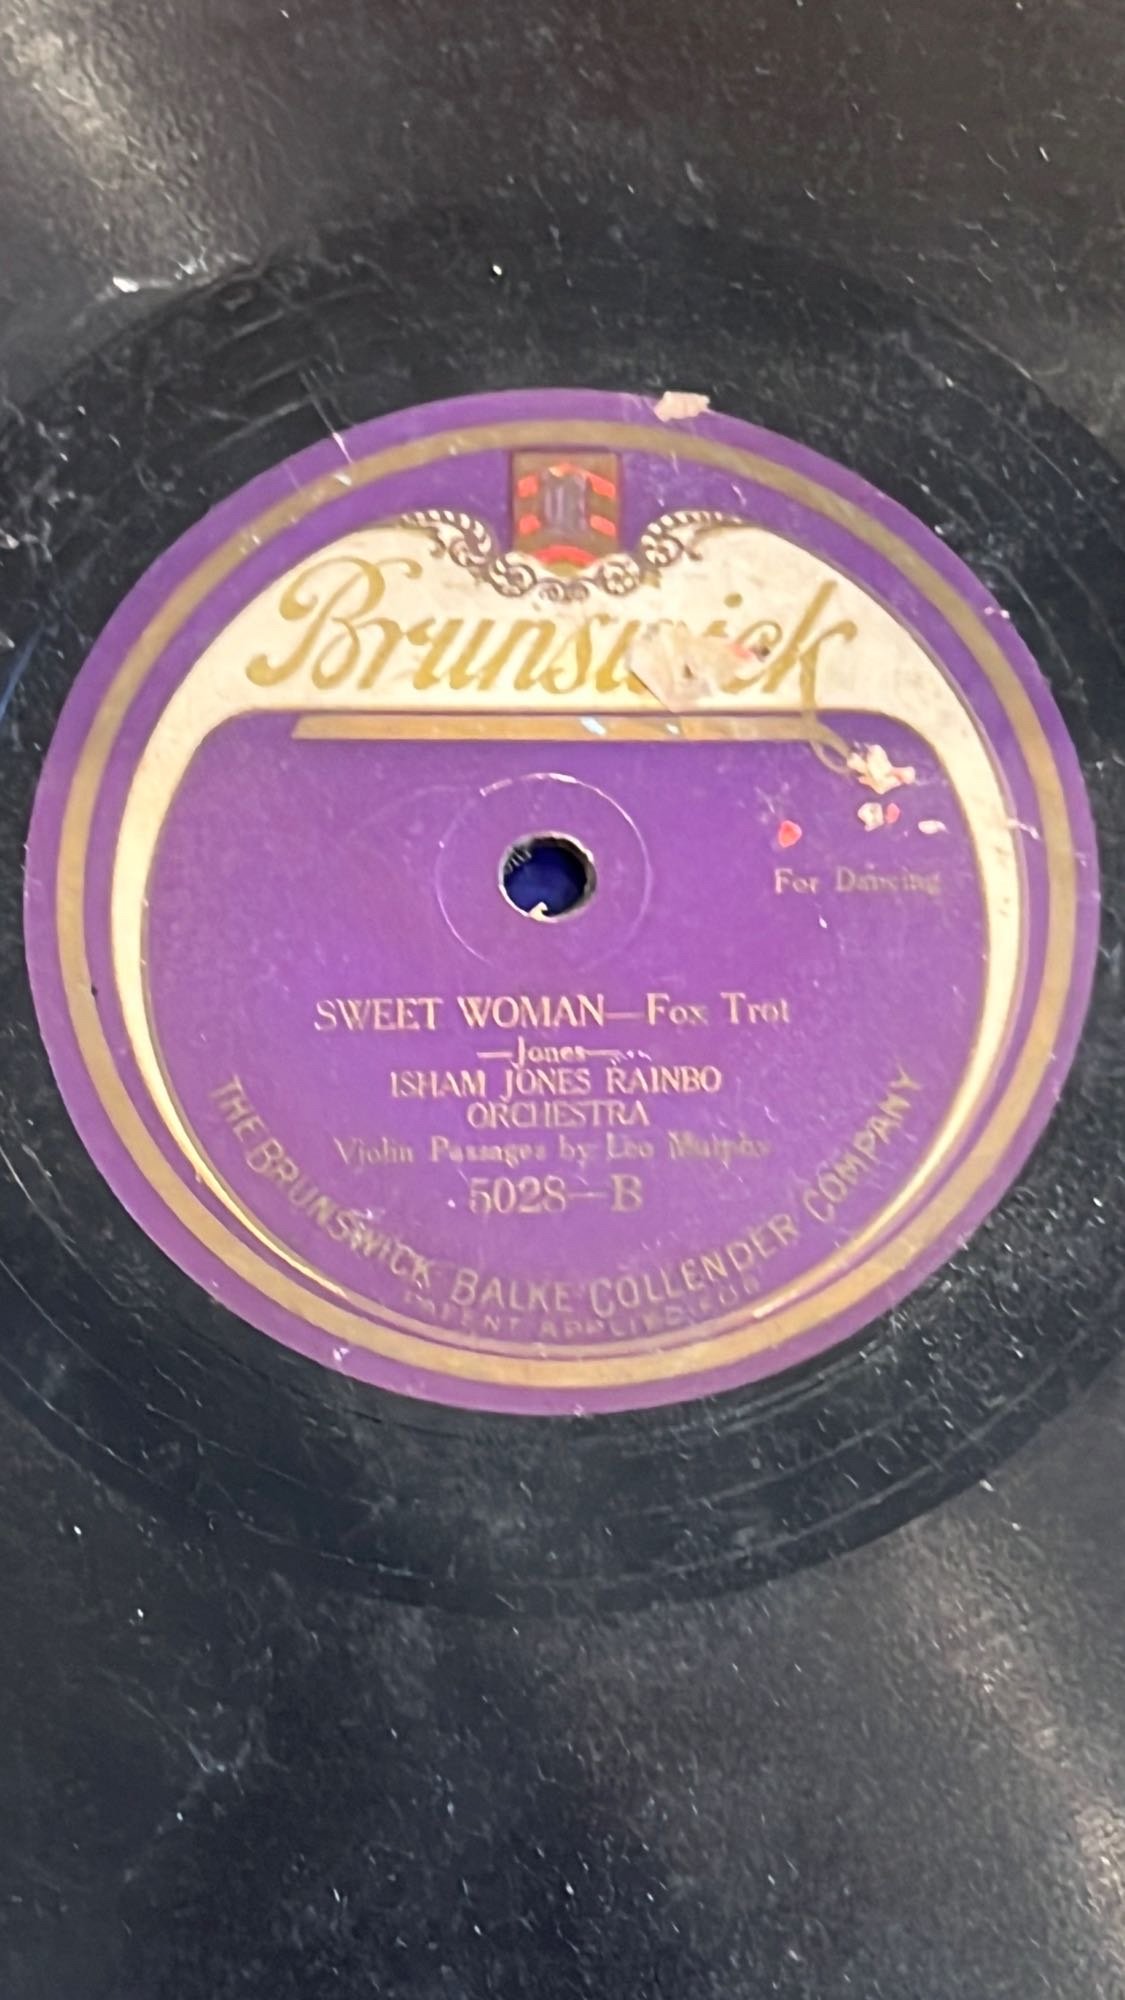 Brunswick
For Dancing
SWEET WOMAN—Fox Trot
—Jones—
ISHAM JONES RAINBO
ORCHESTRA
Violin Passages by Leo Murphy
5028—B
THE BRUNSWICK BALKE COLLENDER COMPANY
PATENT APPLIED FOR